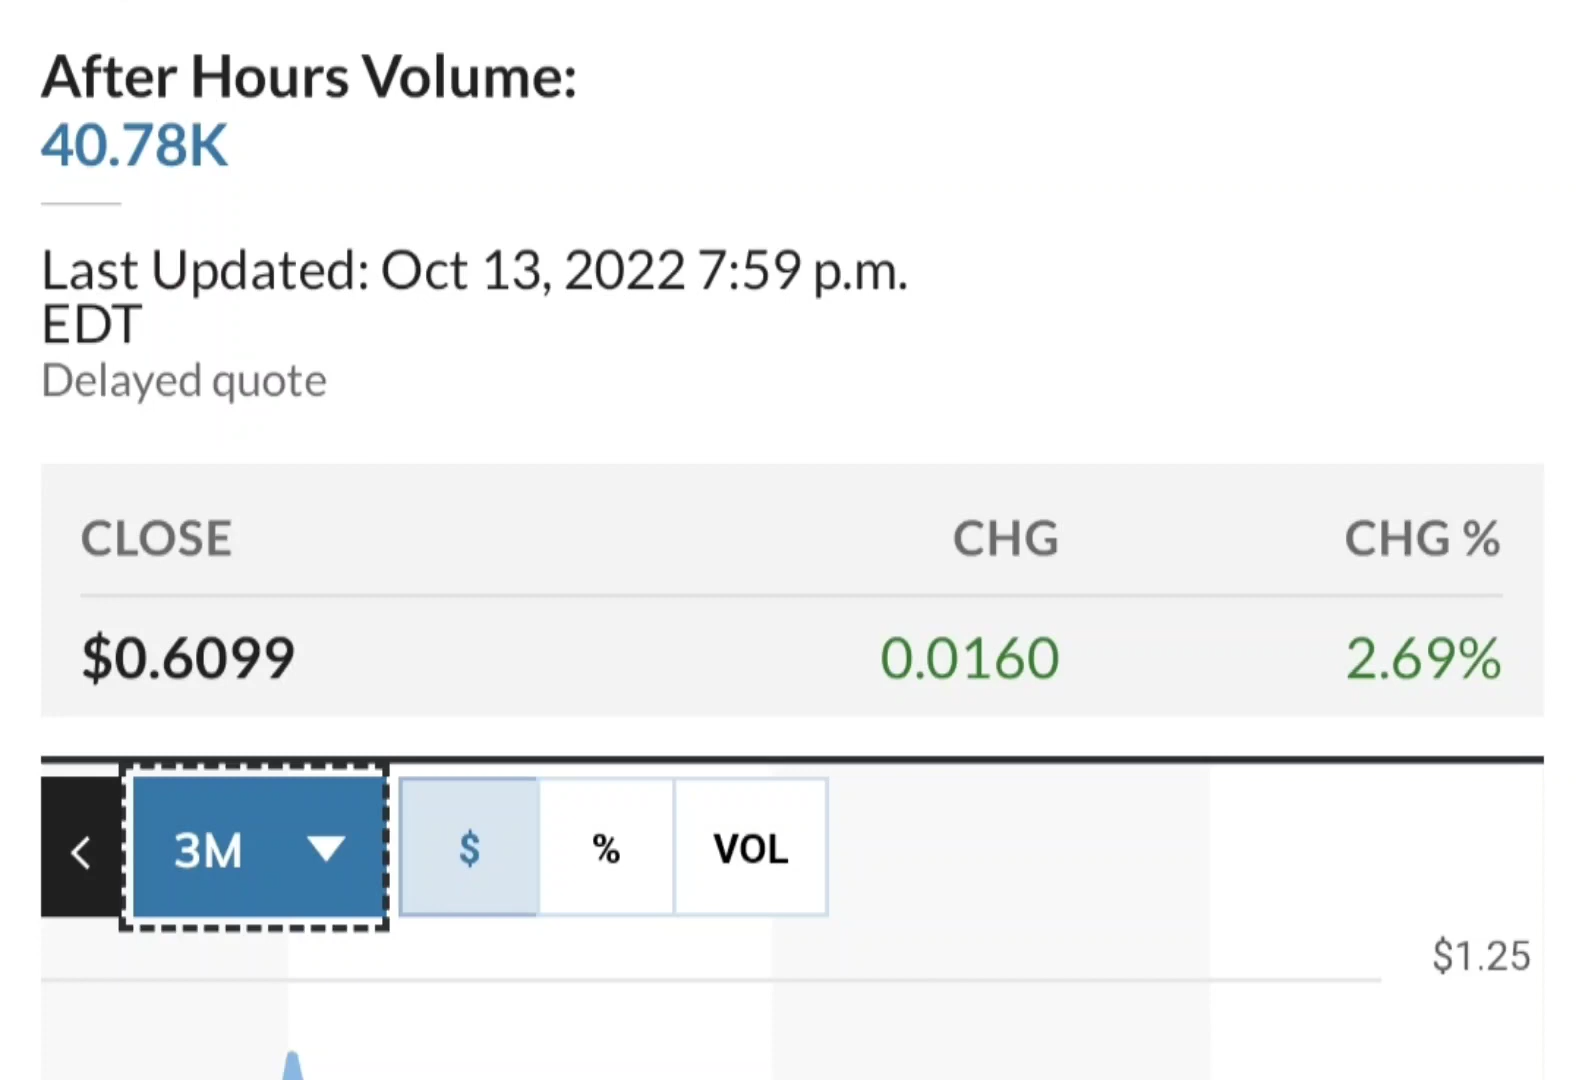 After Hours Volume:
40.78K
Last Updated: Oct 13, 2022 7:59 p.m.
EDT
Delayed quote
CLOSE CHG CHG %
$0.6099 0.0160 2.69%
< 3M ▼ $ % VOL
$1.25